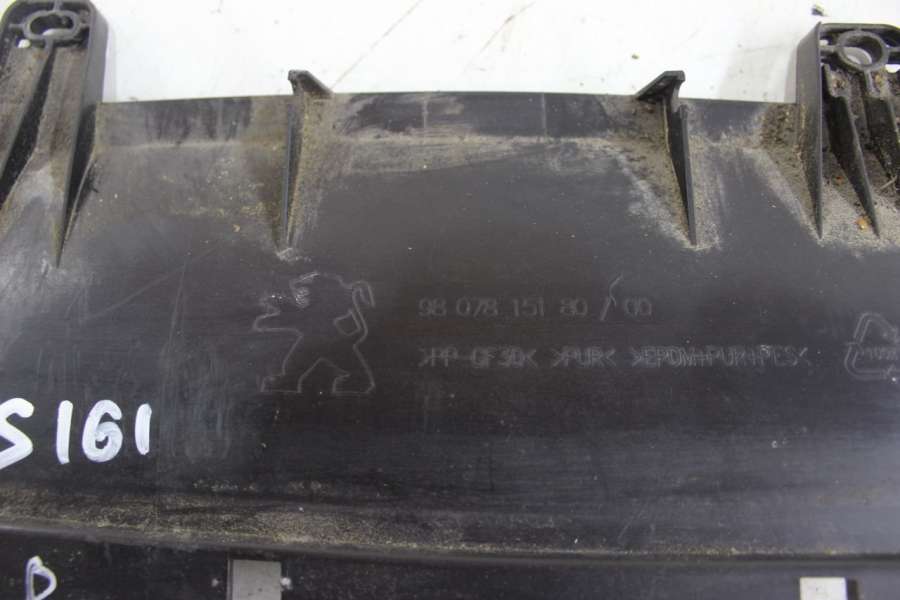 98 078 151 80 / 00
>PP GF30< >PUR< >EPDM+PUR+PES<
S161
D